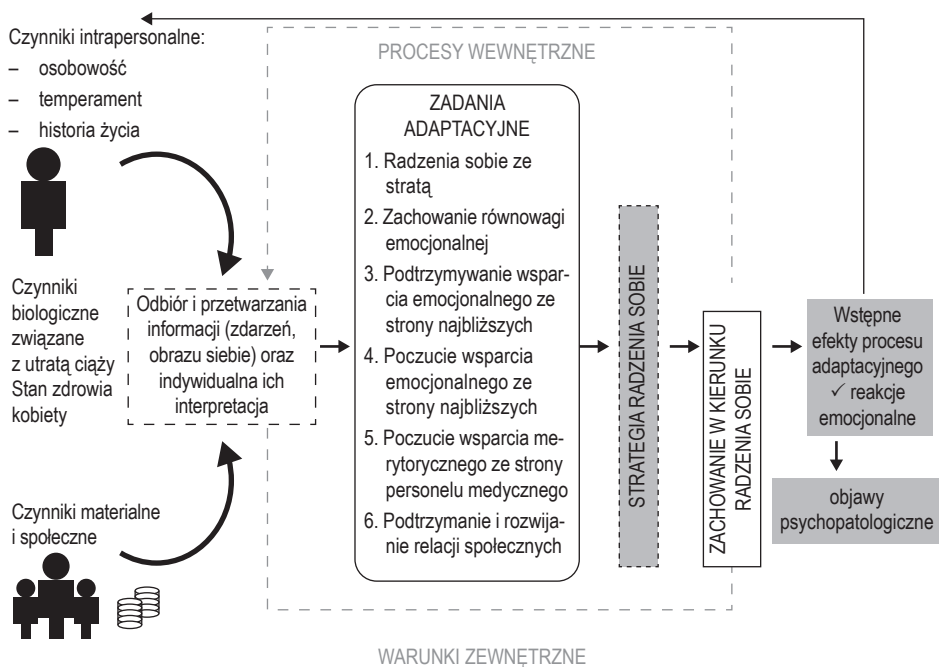 Czynniki intrapersonalne:
– osobowość
– temperament
– historia życia
Czynniki
biologiczne
związane
z utratą ciąży
Stan zdrowia
kobiety
Czynniki materialne
i społeczne
PROCESY WEWNĘTRZNE
Odbiór i przetwarzania
informacji (zdarzeń,
obrazu siebie) oraz
indywidualna ich
interpretacja
ZADANIA
ADAPTACYJNE
1. Radzenia sobie ze
stratą
2. Zachowanie równowagi
emocjonalnej
3. Podtrzymywanie wspar-
cia emocjonalnego ze
strony najbliższych
4. Poczucie wsparcia
emocjonalnego ze
strony najbliższych
5. Poczucie wsparcia me-
rytorycznego ze strony
personelu medycznego
6. Podtrzymanie i rozwija-
nie relacji społecznych
STRATEGIA RADZENIA SOBIE
ZACHOWANIE W KIERUNKU
RADZENIA SOBIE
Wstępne
efekty procesu
adaptacyjnego
✓ reakcje
emocjonalne
objawy
psychopatologiczne
WARUNKI ZEWNĘTRZNE